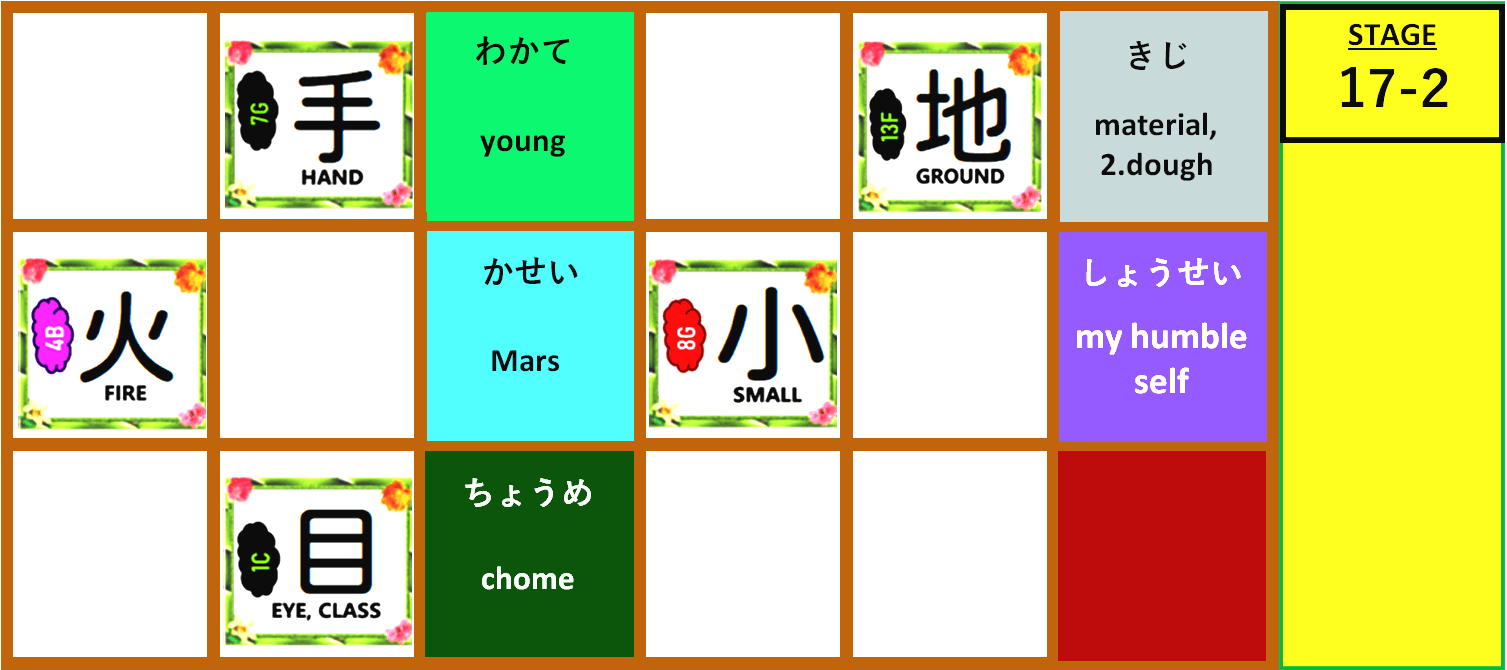 7G
手
HAND
わかて
young
13F
地
GROUND
きじ
material,
2.dough
STAGE
17-2
4B
火
FIRE
かせい
Mars
8G
小
SMALL
しょうせい
my humble
self
1C
目
EYE, CLASS
ちょうめ
chome